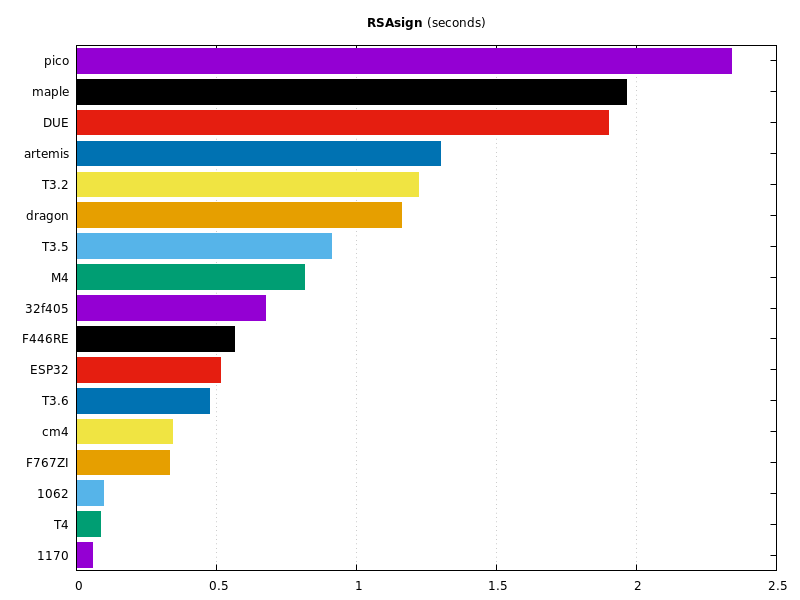 RSAsign (seconds)
pico
maple
DUE
artemis
T3.2
dragon
T3.5
M4
32f405
F446RE
ESP32
T3.6
cm4
F767ZI
1062
T4
1170
0 0.5 1 1.5 2 2.5